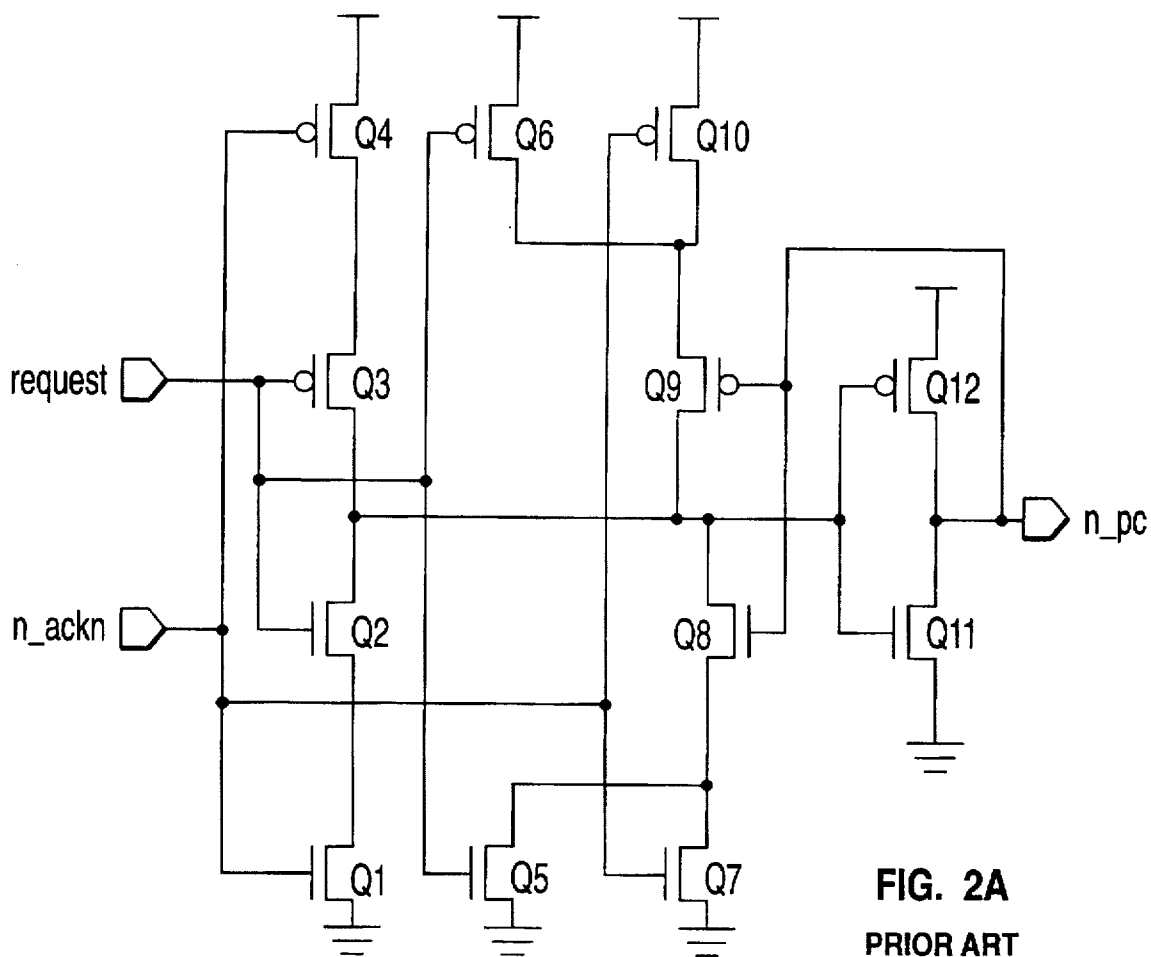 Q4
Q6
Q10
request
Q3
Q9
Q12
n_pc
n_ackn
Q2
Q8
Q11
Q1
Q5
Q7
FIG. 2A
PRIOR ART